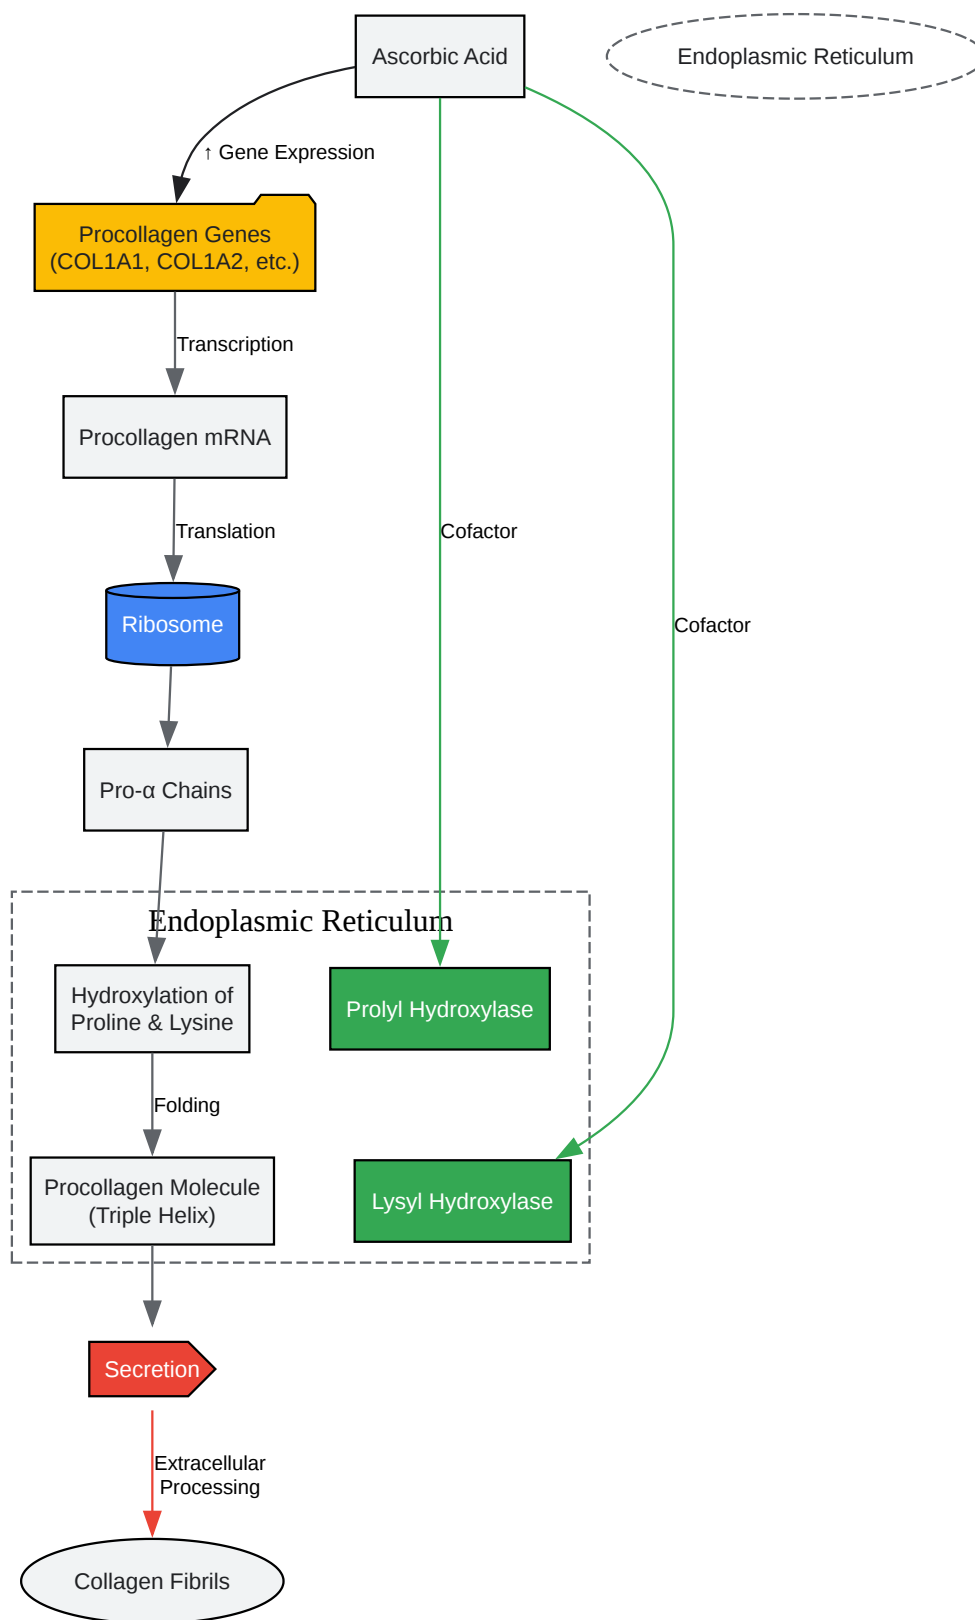 Ascorbic Acid
Endoplasmic Reticulum
↑ Gene Expression
Procollagen Genes
(COL1A1, COL1A2, etc.)
Transcription
Procollagen mRNA
Translation
Cofactor
Ribosome
Cofactor
Pro-α Chains
Endoplasmic Reticulum
Hydroxylation of
Proline & Lysine
Prolyl Hydroxylase
Folding
Procollagen Molecule
(Triple Helix)
Lysyl Hydroxylase
Secretion
Extracellular
Processing
Collagen Fibrils